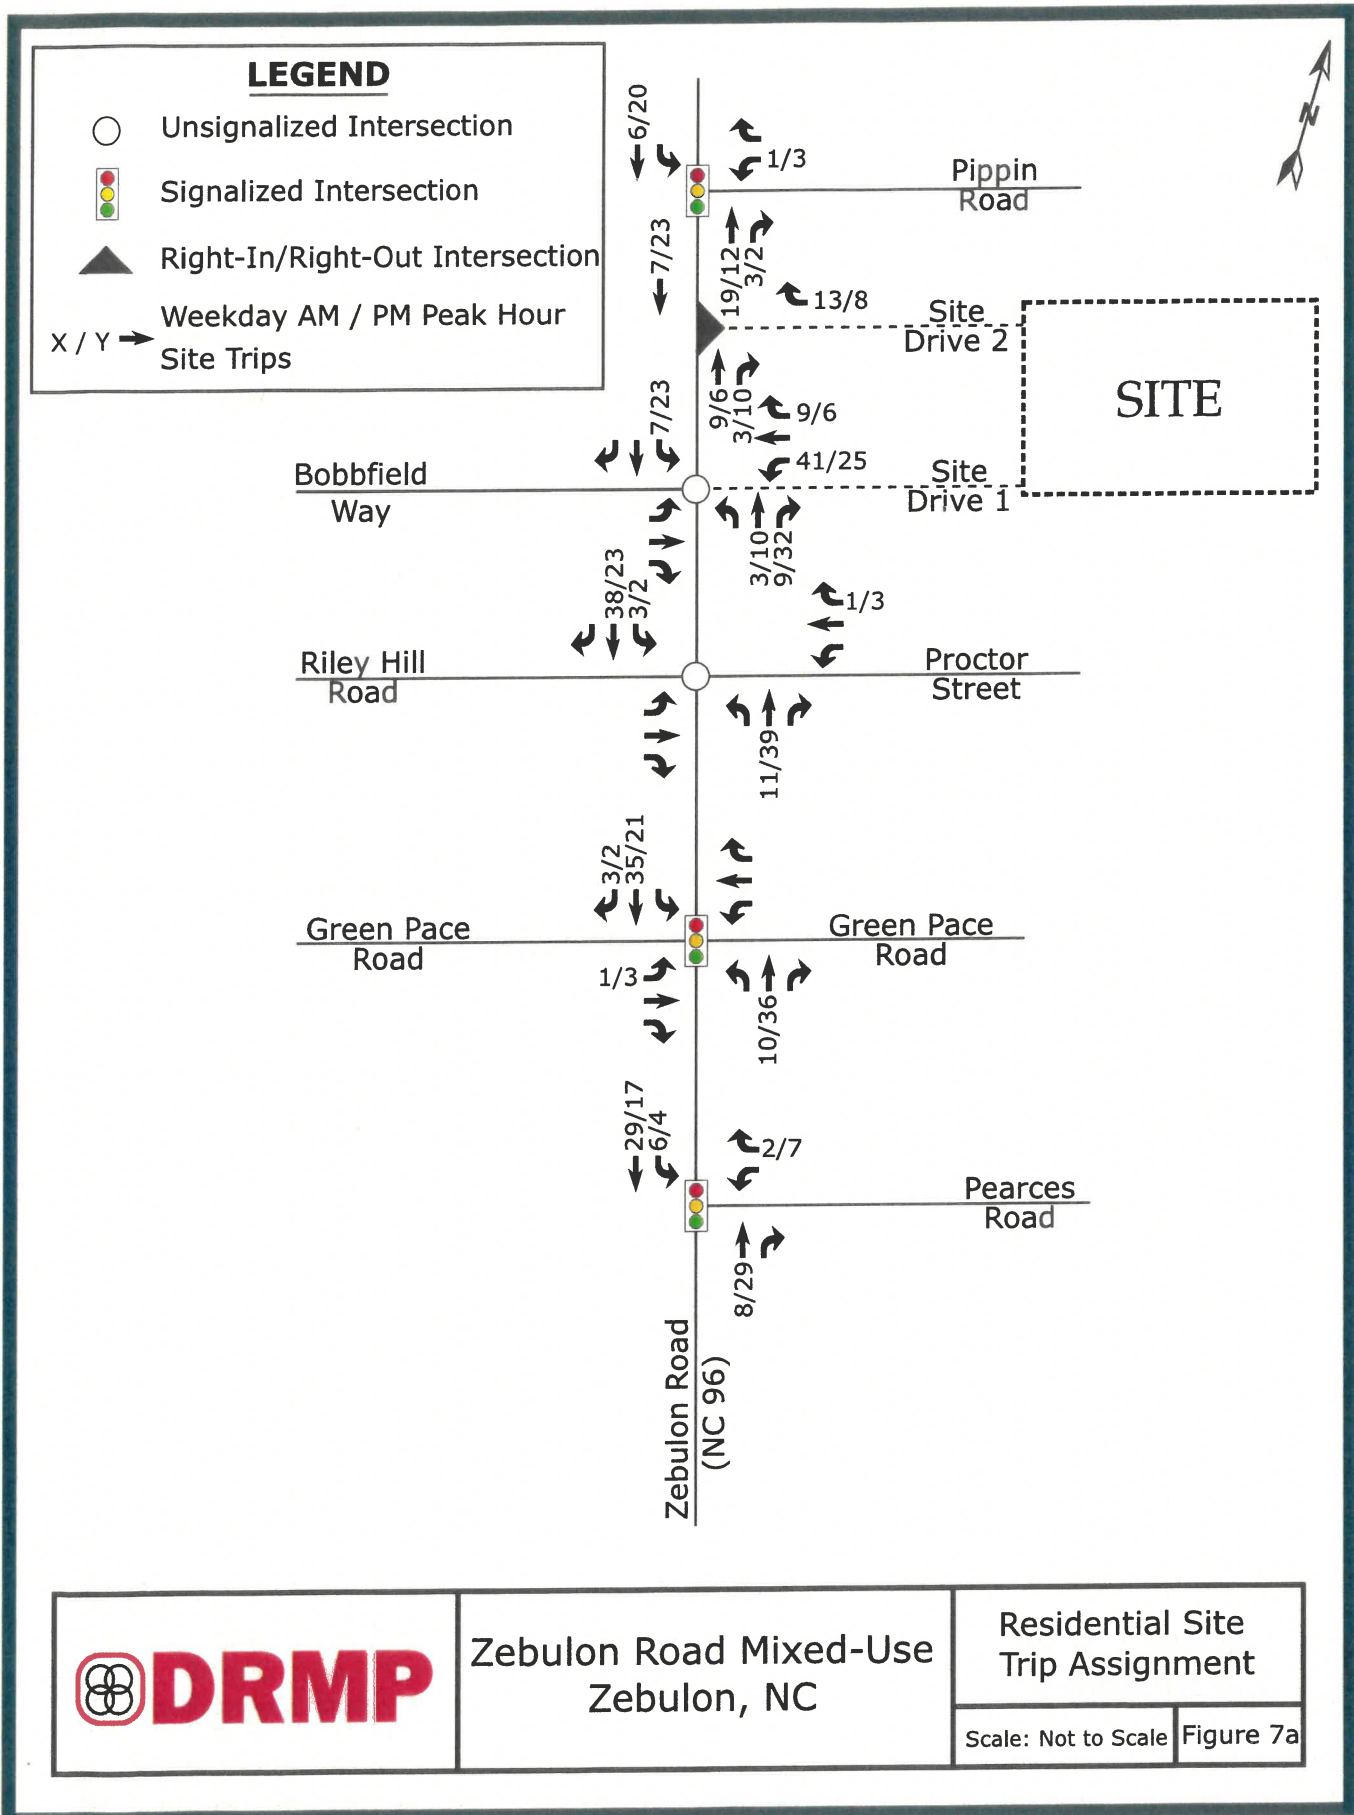 LEGEND
Unsignalized Intersection
Signalized Intersection
Right-In/Right-Out Intersection
X / Y
Weekday AM / PM Peak Hour
Site Trips
N
6/20
1/3
Pippin
Road
7/23
19/12
3/2
13/8
Site
Drive 2
SITE
7/23
9/6
3/10
9/6
41/25
Bobbfield
Way
Site
Drive 1
38/23
3/2
3/10
9/32
1/3
Riley Hill
Road
Proctor
Street
11/39
3/2
35/21
Green Pace
Road
Green Pace
Road
1/3
10/36
29/17
6/4
2/7
Pearces
Road
8/29
Zebulon Road
(NC 96)
DRMP
Zebulon Road Mixed-Use
Zebulon, NC
Residential Site
Trip Assignment
Scale: Not to Scale
Figure 7a